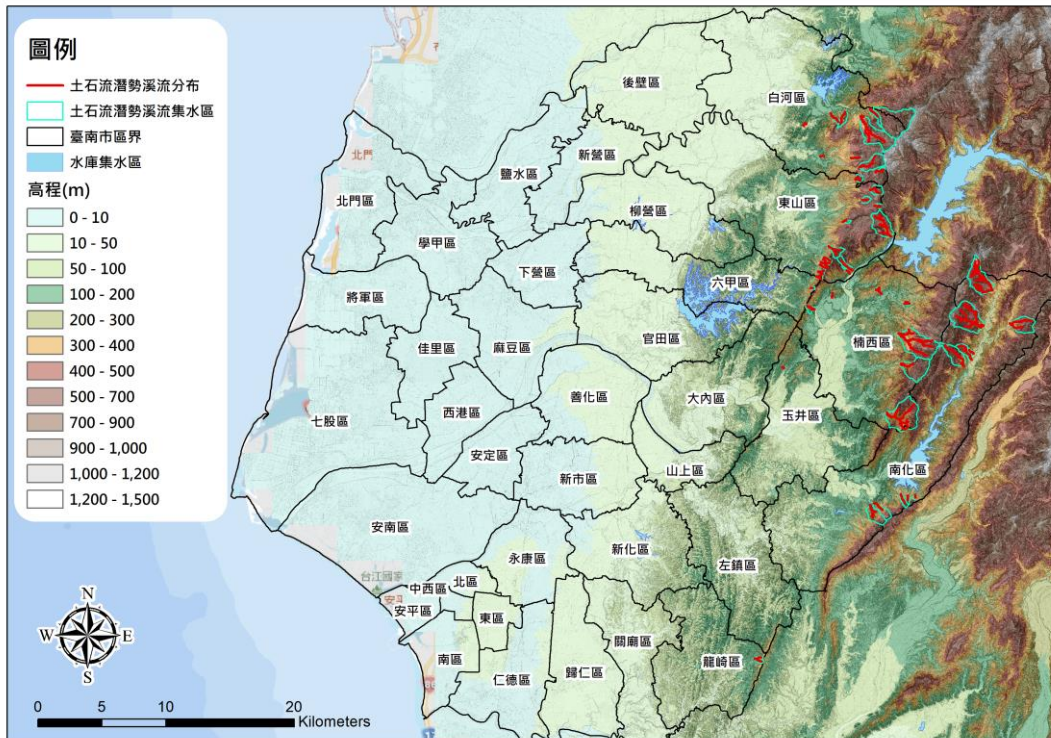 圖例
土石流潛勢溪流分布
土石流潛勢溪流集水區
臺南市區界
水庫集水區
高程(m)
0 - 10
10 - 50
50 - 100
100 - 200
200 - 300
300 - 400
400 - 500
500 - 700
700 - 900
900 - 1,000
1,000 - 1,200
1,200 - 1,500
後壁區
白河區
北門
新營區
鹽水區
北門區
柳營區
東山區
學甲區
下營區
六甲區
將軍區
官田區
佳里區
麻豆區
楠西區
大內區
善化區
七股區
西港區
玉井區
安定區
山上區
南化區
新市區
安南區
永康區
新化區
左鎮區
台江國家
北區
中西區
安平區
東區
關廟區
南區
龍崎區
歸仁區
仁德區
N
W
E
S
0
5
10
20
Kilometers